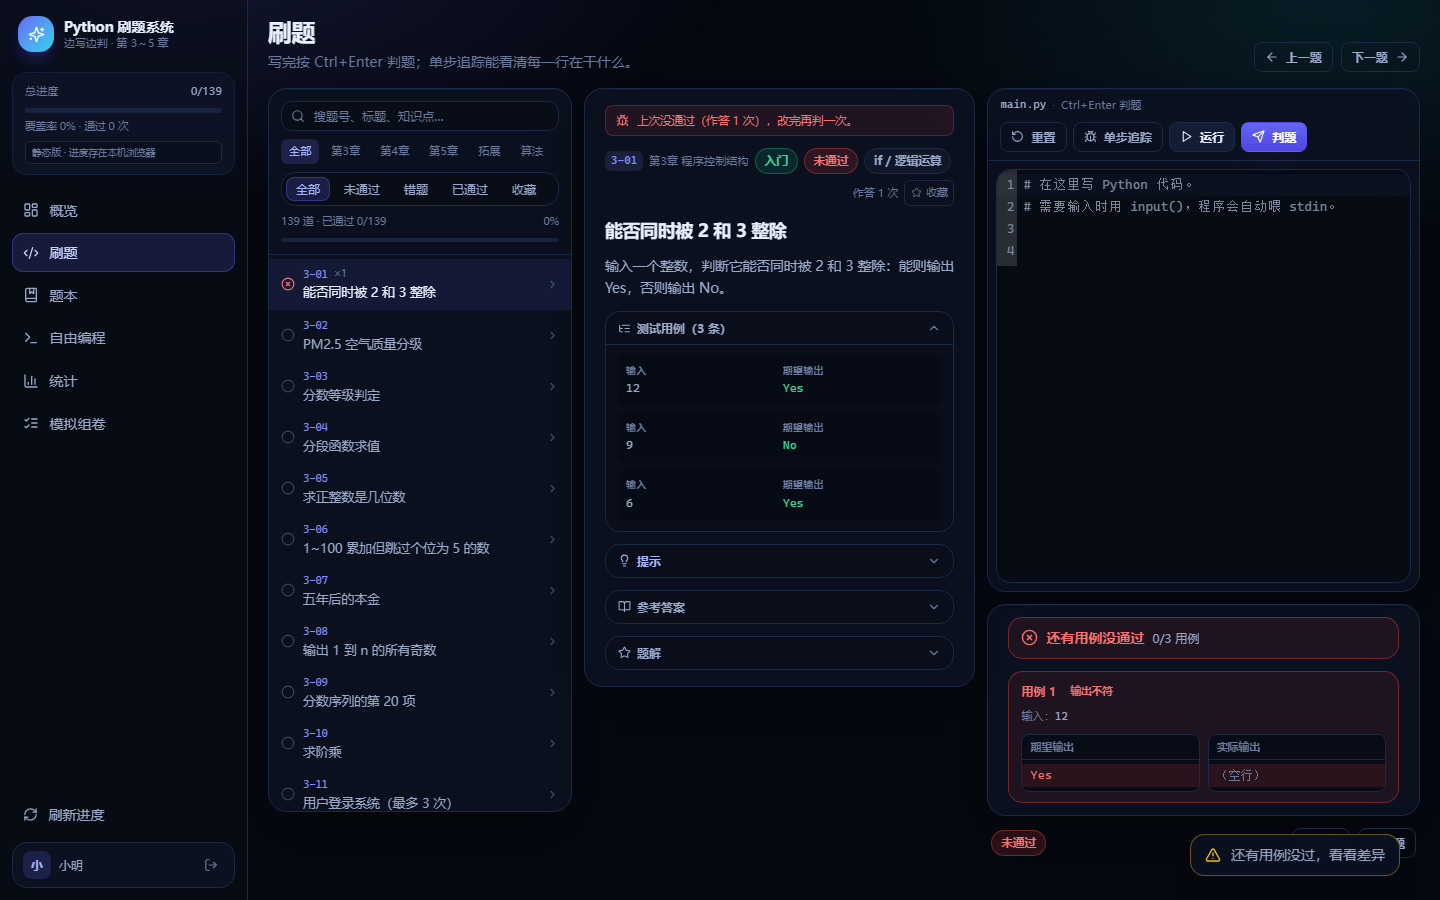 Python 刷题系统
边写边判 · 第 3 ~ 5 章
总进度 0/139
覆盖率 0% · 通过 0 次
静态版 · 进度存在本机浏览器
概览
刷题
题本
自由编程
统计
模拟组卷
刷新进度
小 小明
刷题
写完按 Ctrl+Enter 判题；单步追踪能看清每一行在干什么。
上一题 下一题
搜题号、标题、知识点...
全部 第3章 第4章 第5章 拓展 算法
全部 未通过 错题 已通过 收藏
139 道 · 已通过 0/139 0%
3-01 ×1
能否同时被 2 和 3 整除
3-02
PM2.5 空气质量分级
3-03
分数等级判定
3-04
分段函数求值
3-05
求正整数是几位数
3-06
1~100 累加但跳过个位为 5 的数
3-07
五年后的本金
3-08
输出 1 到 n 的所有奇数
3-09
分数序列的第 20 项
3-10
求阶乘
3-11
用户登录系统（最多 3 次）
上次没通过（作答 1 次），改完再判一次。
3-01 第3章 程序控制结构 入门 未通过 if / 逻辑运算
作答 1 次 收藏
能否同时被 2 和 3 整除
输入一个整数，判断它能否同时被 2 和 3 整除：能则输出
Yes，否则输出 No。
测试用例（3 条）
输入 期望输出
12 Yes
输入 期望输出
9 No
输入 期望输出
6 Yes
提示
参考答案
题解
main.py · Ctrl+Enter 判题
重置 单步追踪 运行 判题
1 # 在这里写 Python 代码。
2 # 需要输入时用 input()，程序会自动喂 stdin。
3
4
还有用例没通过 0/3 用例
用例 1 输出不符
输入：12
期望输出 实际输出
Yes （空行）
未通过
题
还有用例没过，看看差异